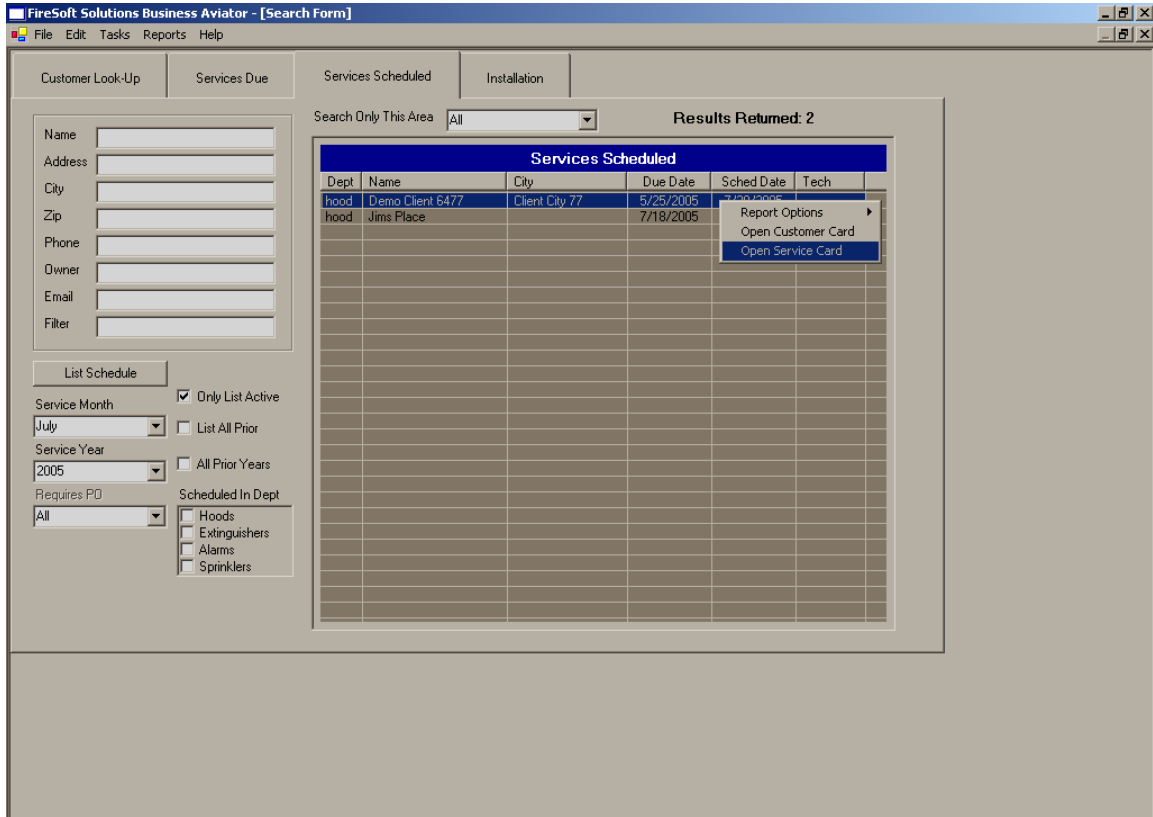 FireSoft Solutions Business Aviator - [Search Form]
File Edit Tasks Reports Help
Customer Look-Up Services Due Services Scheduled Installation
Name
Address
City
Zip
Phone
Owner
Email
Filter
List Schedule
Service Month
July
Service Year
2005
Requires PO
All
Only List Active
List All Prior
All Prior Years
Scheduled In Dept
Hoods
Extinguishers
Alarms
Sprinklers
Search Only This Area All Results Returned: 2
Services Scheduled
Dept Name City Due Date Sched Date Tech
hood Demo Client 6477 Client City 77 5/25/2005
hood Jims Place 7/18/2005
Report Options
Open Customer Card
Open Service Card